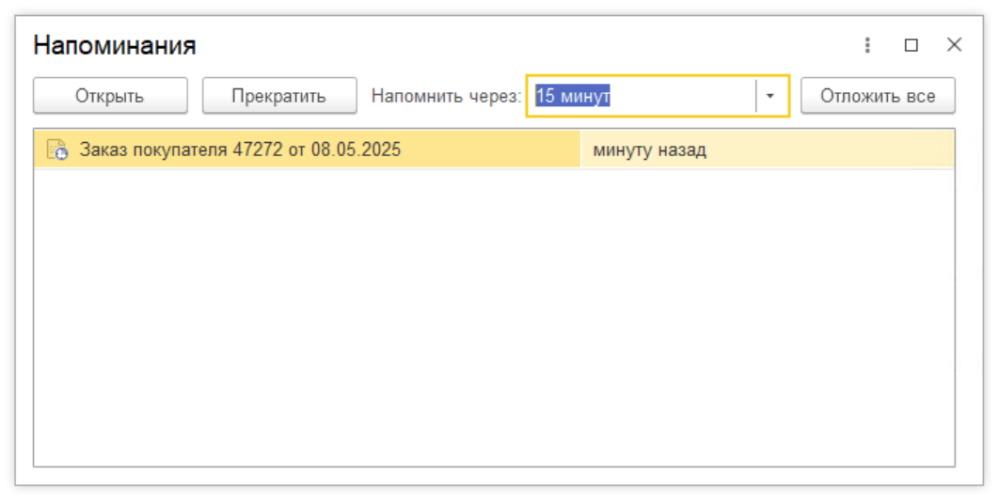 Напоминания
Открыть Прекратить Напомнить через: 15 минут Отложить все
Заказ покупателя 47272 от 08.05.2025 минуту назад